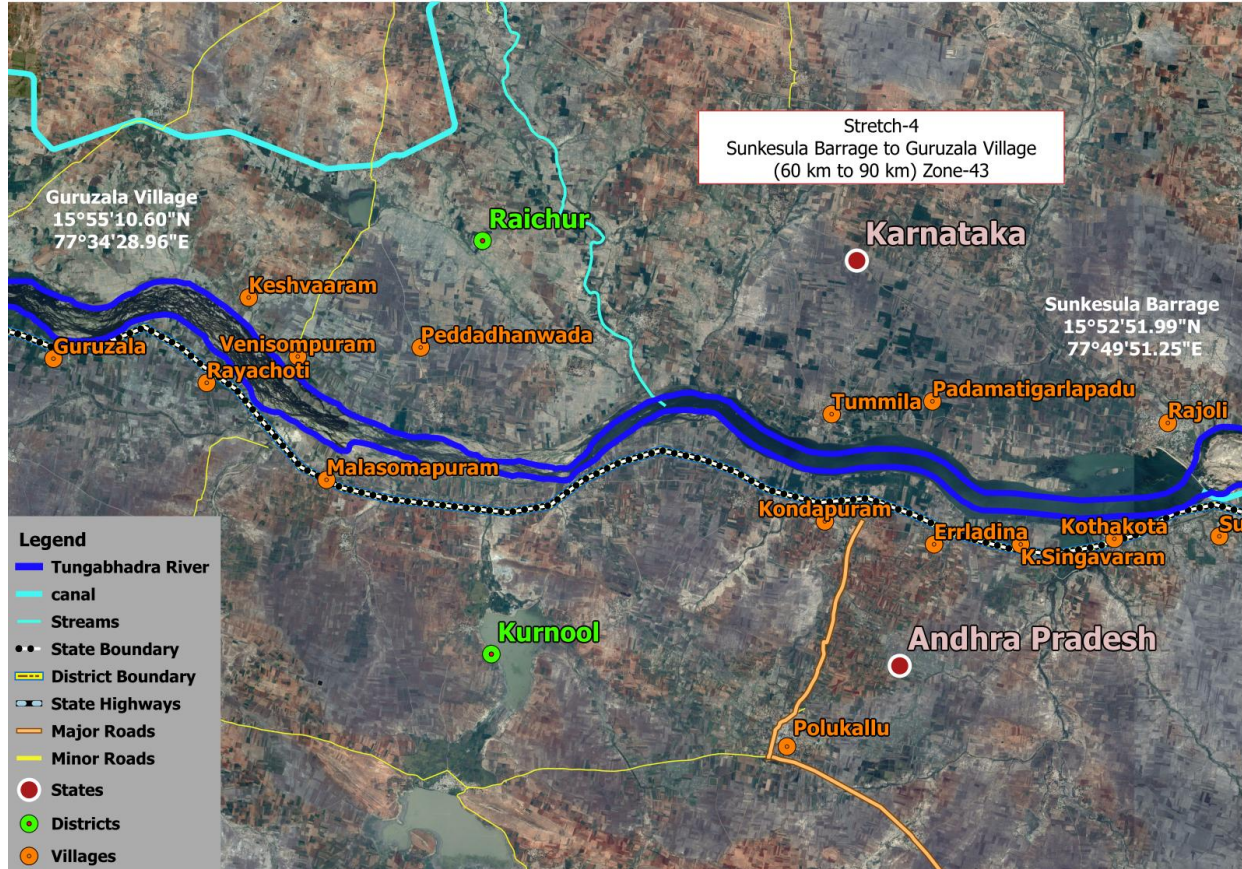 Stretch-4
Sunkesula Barrage to Guruzala Village
(60 km to 90 km) Zone-43
Guruzala Village
15°55'10.60"N
77°34'28.96"E
Raichur
Karnataka
Keshvaaram
Sunkesula Barrage
15°52'51.99"N
77°49'51.25"E
Guruzala
Venisompuram
Peddadhanwada
Rayachoti
Tummila
Padamatigarlapadu
Rajoli
Malasomapuram
Kondapuram
Errladina
K.Singavaram
Kothakota
Su
Legend
Tungabhadra River
canal
Streams
State Boundary
District Boundary
State Highways
Major Roads
Minor Roads
States
Districts
Villages
Kurnool
Andhra Pradesh
Polukallu